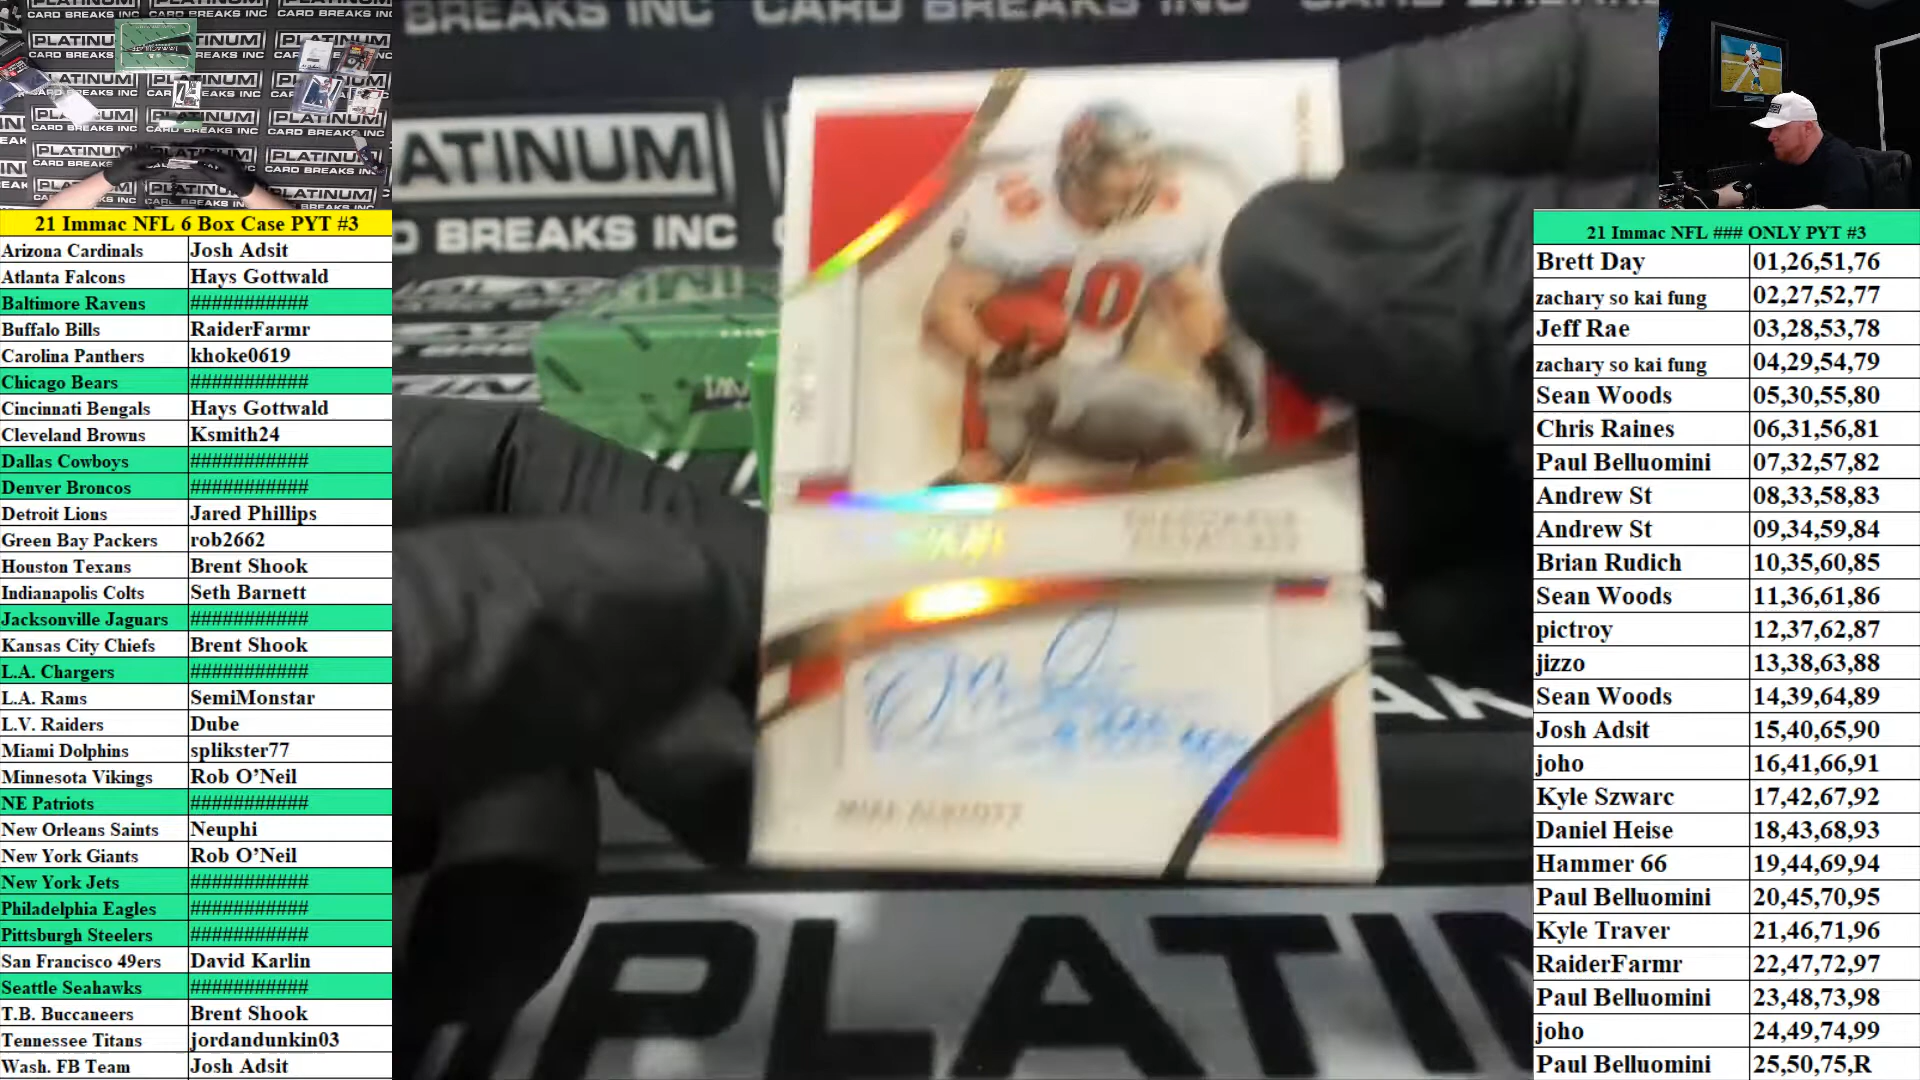 21 Immac NFL 6 Box Case PYT #3
Arizona Cardinals Josh Adsit
Atlanta Falcons Hays Gottwald
Baltimore Ravens ###########
Buffalo Bills RaiderFarmr
Carolina Panthers khoke0619
Chicago Bears ###########
Cincinnati Bengals Hays Gottwald
Cleveland Browns Ksmith24
Dallas Cowboys ###########
Denver Broncos ###########
Detroit Lions Jared Phillips
Green Bay Packers rob2662
Houston Texans Brent Shook
Indianapolis Colts Seth Barnett
Jacksonville Jaguars ###########
Kansas City Chiefs Brent Shook
L.A. Chargers ###########
L.A. Rams SemiMonstar
L.V. Raiders Dube
Miami Dolphins splikster77
Minnesota Vikings Rob O’Neil
NE Patriots ###########
New Orleans Saints Neuphi
New York Giants Rob O’Neil
New York Jets ###########
Philadelphia Eagles ###########
Pittsburgh Steelers ###########
San Francisco 49ers David Karlin
Seattle Seahawks ###########
T.B. Buccaneers Brent Shook
Tennessee Titans jordandunkin03
Wash. FB Team Josh Adsit
BREAKS INC CARD BREAKS INC
ATINUM
D BREAKS INC
40
MIKE ALSTOTT
PLATIN
21 Immac NFL ### ONLY PYT #3
Brett Day 01,26,51,76
zachary so kai fung 02,27,52,77
Jeff Rae 03,28,53,78
zachary so kai fung 04,29,54,79
Sean Woods 05,30,55,80
Chris Raines 06,31,56,81
Paul Belluomini 07,32,57,82
Andrew St 08,33,58,83
Andrew St 09,34,59,84
Brian Rudich 10,35,60,85
Sean Woods 11,36,61,86
pictroy 12,37,62,87
jizzo 13,38,63,88
Sean Woods 14,39,64,89
Josh Adsit 15,40,65,90
joho 16,41,66,91
Kyle Szwarc 17,42,67,92
Daniel Heise 18,43,68,93
Hammer 66 19,44,69,94
Paul Belluomini 20,45,70,95
Kyle Traver 21,46,71,96
RaiderFarmr 22,47,72,97
Paul Belluomini 23,48,73,98
joho 24,49,74,99
Paul Belluomini 25,50,75,R